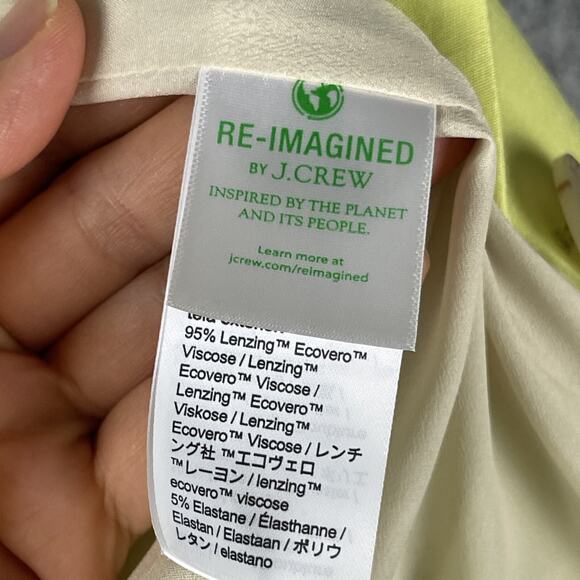 RE-IMAGINED
BY J.CREW
INSPIRED BY THE PLANET
AND ITS PEOPLE.
Learn more at
jcrew.com/reimagined
95% Lenzing™ Ecovero™
Viscose / Lenzing™
Ecovero™ Viscose /
Lenzing™ Ecovero™
Viskose / Lenzing™
Ecovero™ Viscose / レンチ
ング社 ™エコヴェロ
™レーヨン / lenzing™
ecovero™ viscose
5% Elastane / Élasthanne /
Elastan / Elastaan / ポリウ
レタン / elastano